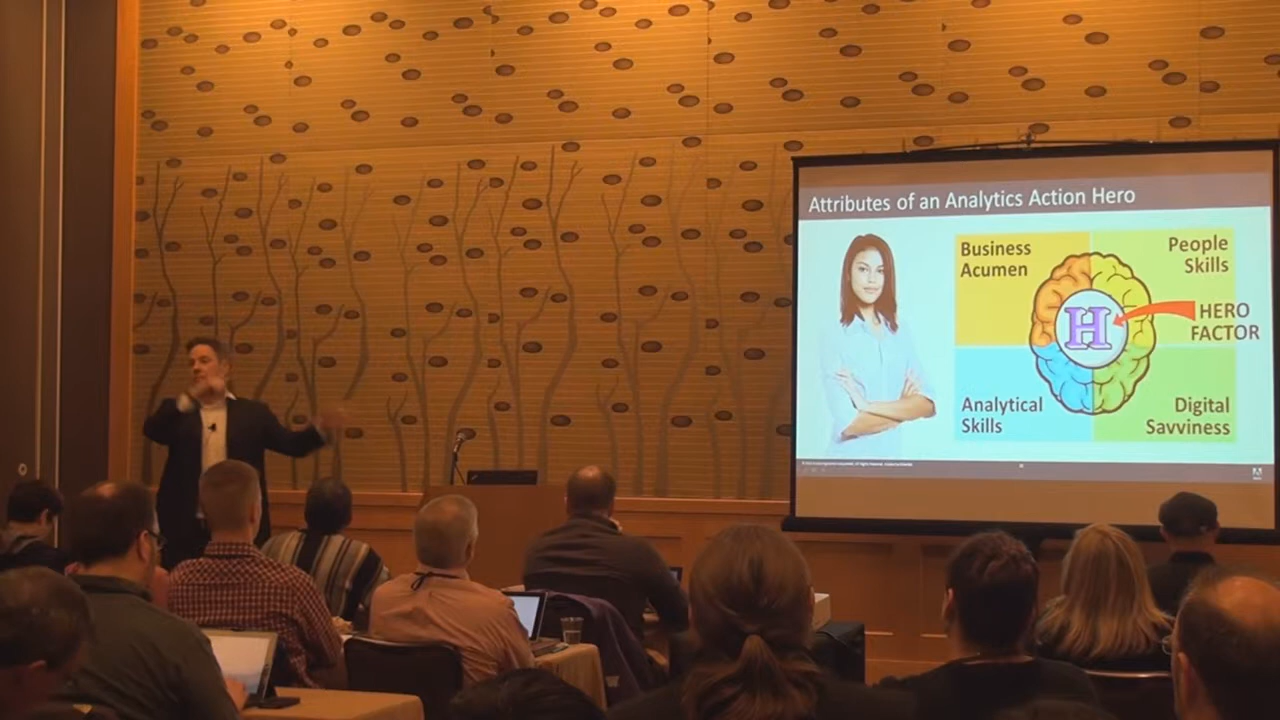 Attributes of an Analytics Action Hero
Business
Acumen
People
Skills
H
HERO
FACTOR
Analytical
Skills
Digital
Savviness